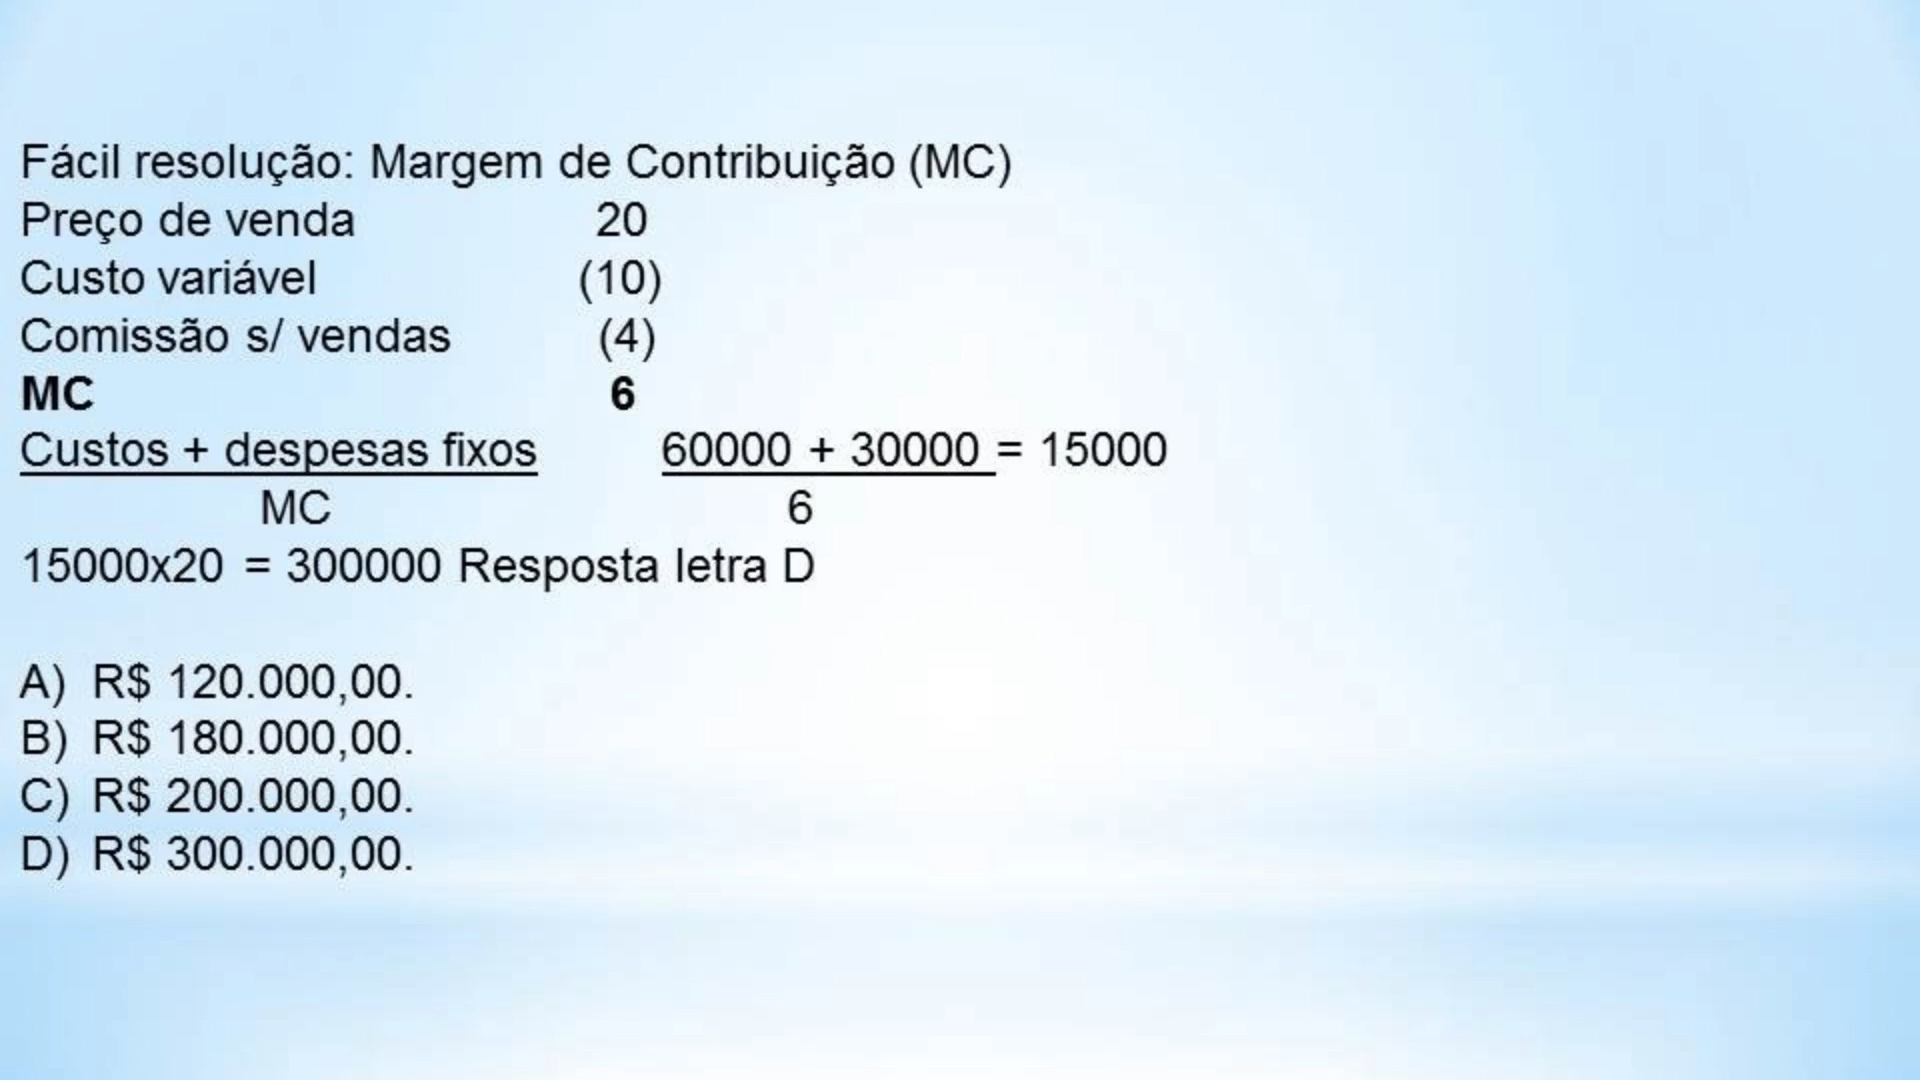 Fácil resolução: Margem de Contribuição (MC)
Preço de venda 20
Custo variável (10)
Comissão s/ vendas (4)
MC 6
Custos + despesas fixos 60000 + 30000 = 15000
MC 6
15000x20 = 300000 Resposta letra D
A) R$ 120.000,00.
B) R$ 180.000,00.
C) R$ 200.000,00.
D) R$ 300.000,00.